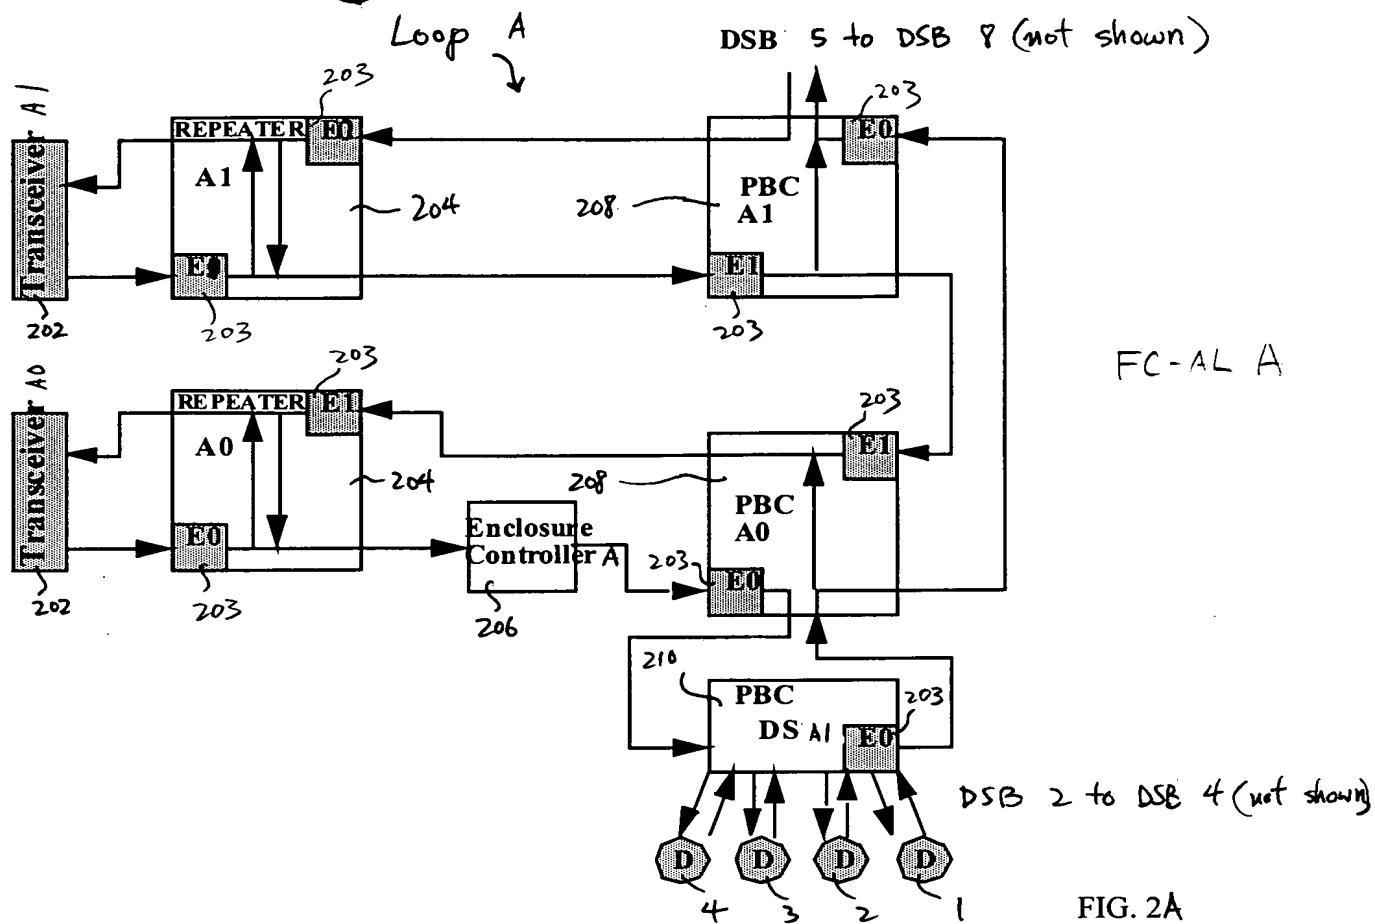 Loop A
DSB 5 to DSB 8 (not shown)
203
203
Transceiver A1
REPEATER
E0
E0
A1
204
208
PBC
A1
E1
202
203
203
FC-AL A
203
203
Transceiver A0
REPEATER
E1
E1
A0
204
208
PBC
A0
E0
Enclosure
Controller A
203
E0
202
203
206
210
PBC
203
DS A1
E0
DSB 2 to DSB 4 (not shown)
D
D
D
D
4
3
2
1
FIG. 2A